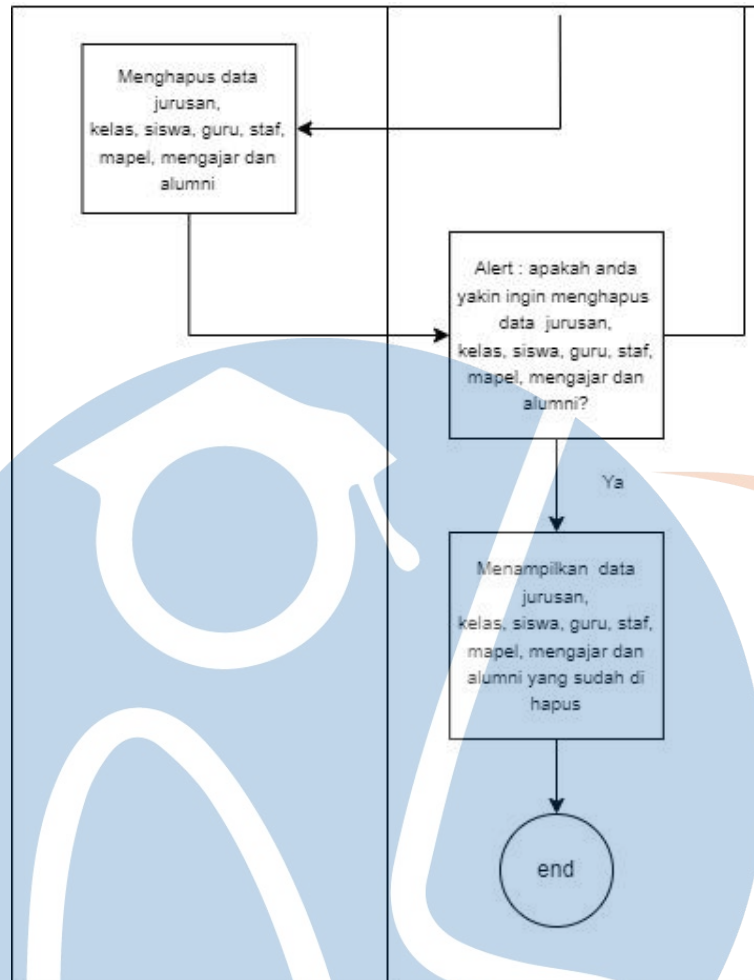 Menghapus data
jurusan,
kelas, siswa, guru, staf,
mapel, mengajar dan
alumni
Alert : apakah anda
yakin ingin menghapus
data jurusan,
kelas, siswa, guru, staf,
mapel, mengajar dan
alumni?
Ya
Menampilkan data
jurusan,
kelas, siswa, guru, staf,
mapel, mengajar dan
alumni yang sudah di
hapus
end